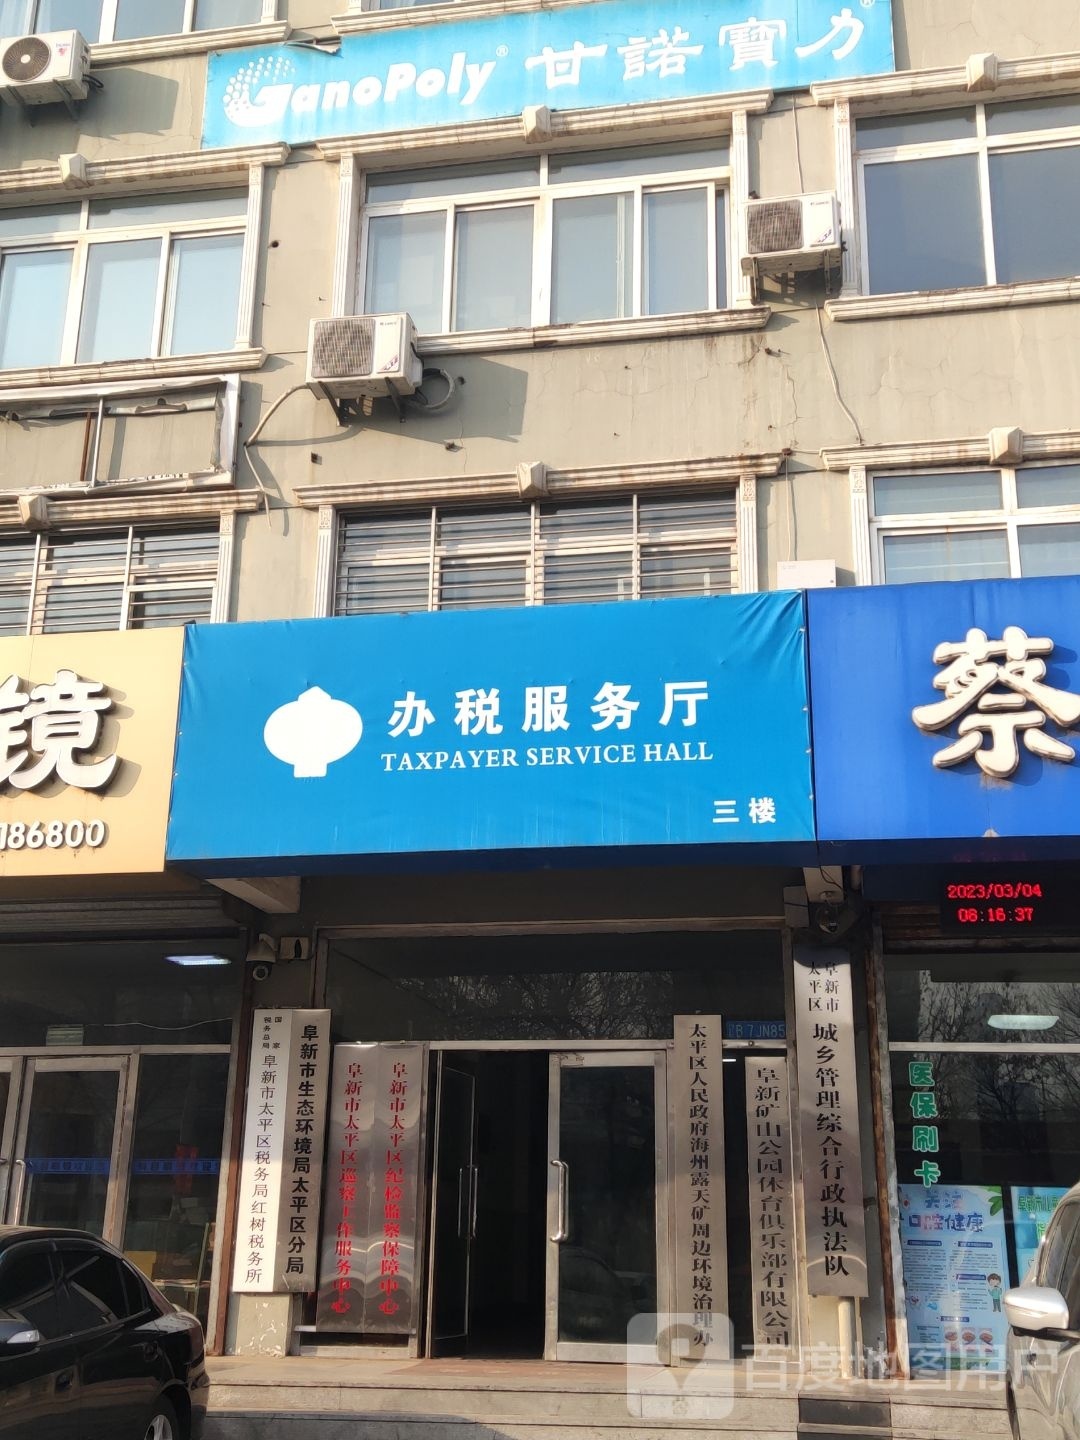 GanoPoly® 甘諾寶力®
镜
186800
办税服务厅
TAXPAYER SERVICE HALL
三楼
蔡
2023/03/04
08:16:37
国家税务总局
阜新市太平区税务局红树税务所
阜新市生态环境局太平区分局
阜新市太平区巡察工作服务中心
阜新市太平区纪检监察保障中心
太平区人民政府海州露天矿周边环境治理办
B 7JN85
阜新矿山公园体育俱乐部有限公司
阜新市太平区
城乡管理综合行政执法队
医保刷卡
关注
口腔健康
百度地图用户